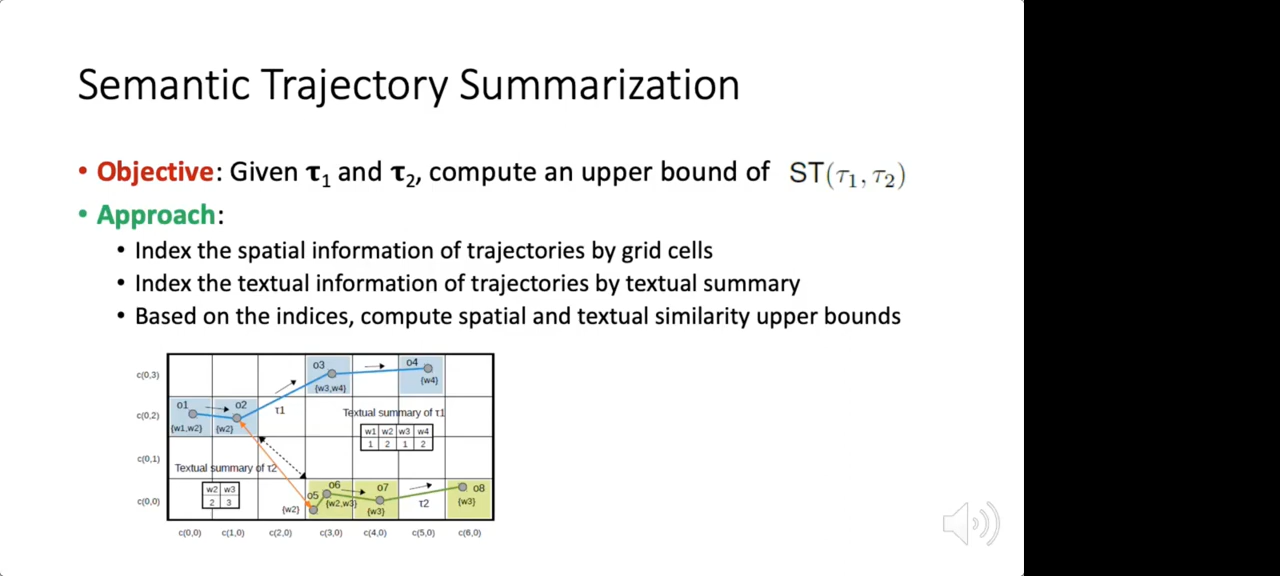 Semantic Trajectory Summarization
• Objective: Given τ1 and τ2, compute an upper bound of ST(τ1, τ2)
• Approach:
• Index the spatial information of trajectories by grid cells
• Index the textual information of trajectories by textual summary
• Based on the indices, compute spatial and textual similarity upper bounds
c(0,3)
o3
o4
{w3,w4}
{w4}
c(0,2)
o1
o2
τ1
{w1,w2}
{w2}
Textual summary of τ1
w1 w2 w3 w4
1 2 1 2
c(0,1)
Textual summary of τ2
w2 w3
2 3
c(0,0)
o5
o6
o7
o8
{w2}
{w2,w3}
{w3}
τ2
{w3}
c(0,0) c(1,0) c(2,0) c(3,0) c(4,0) c(5,0) c(6,0)